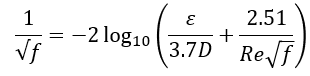 1/√f = −2 log₁₀ (ε/3.7D + 2.51/Re√f)